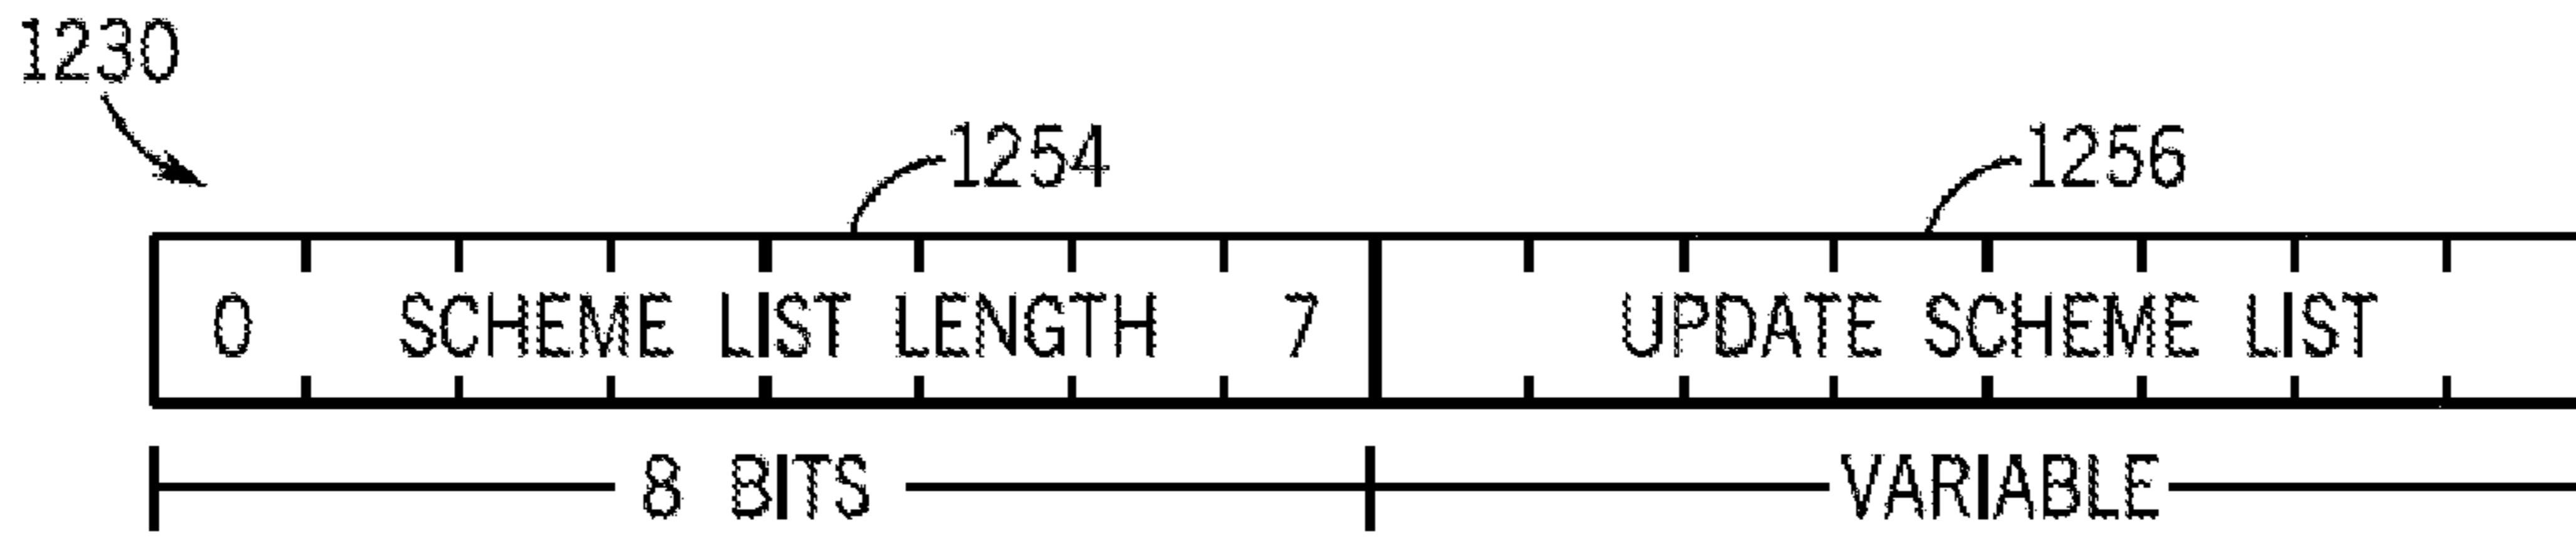 1230
1254
1256
0 SCHEME LIST LENGTH 7 UPDATE SCHEME LIST
8 BITS VARIABLE